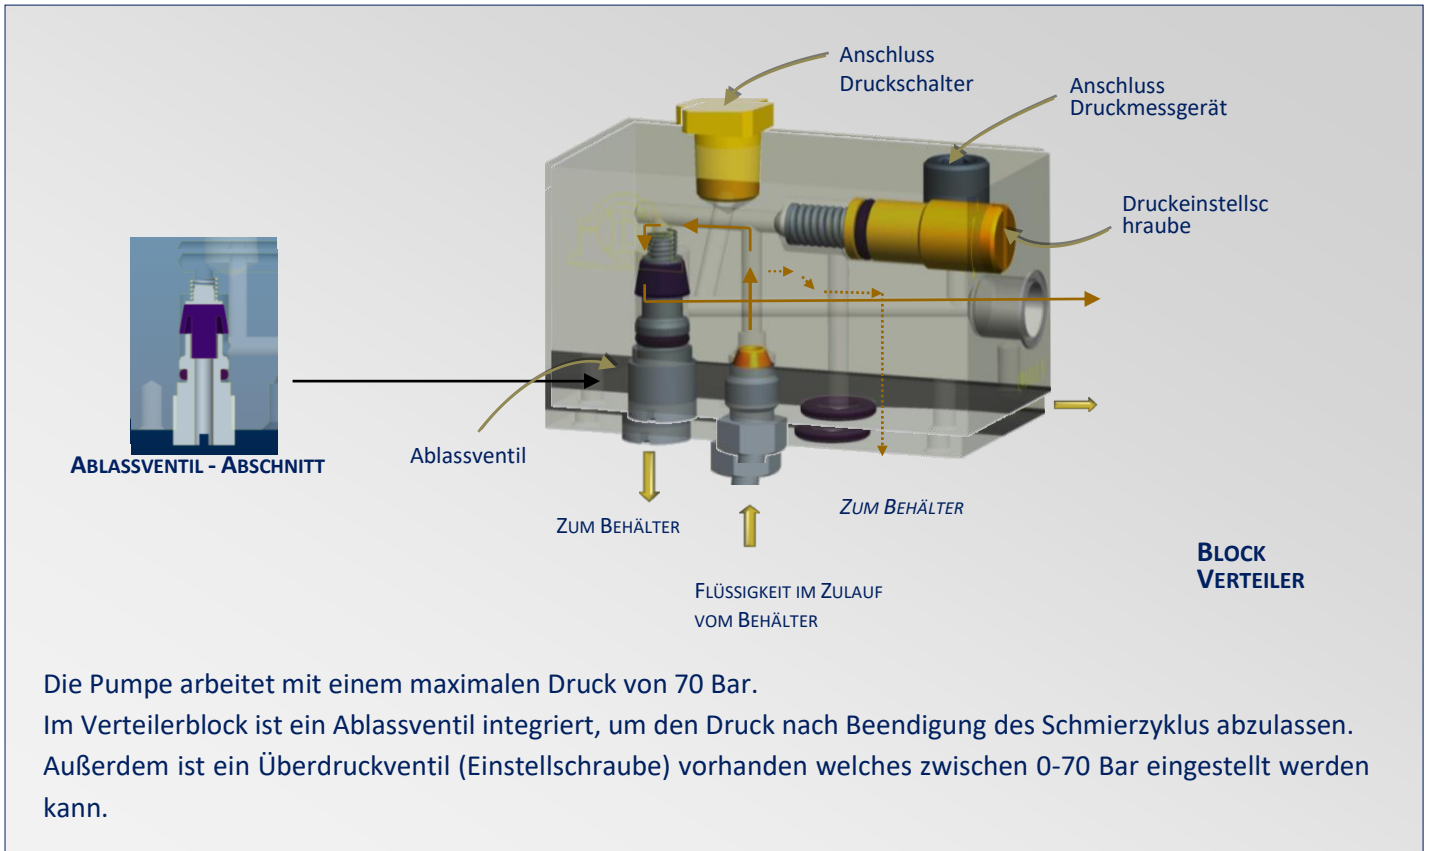 Anschluss
Druckschalter
Anschluss
Druckmessgerät
Druckeinstellsc
hraube
ABLASSVENTIL - ABSCHNITT
Ablassventil
ZUM BEHÄLTER
ZUM BEHÄLTER
FLÜSSIGKEIT IM ZULAUF
VOM BEHÄLTER
BLOCK
VERTEILER
Die Pumpe arbeitet mit einem maximalen Druck von 70 Bar.
Im Verteilerblock ist ein Ablassventil integriert, um den Druck nach Beendigung des Schmierzyklus abzulassen.
Außerdem ist ein Überdruckventil (Einstellschraube) vorhanden welches zwischen 0-70 Bar eingestellt werden
kann.